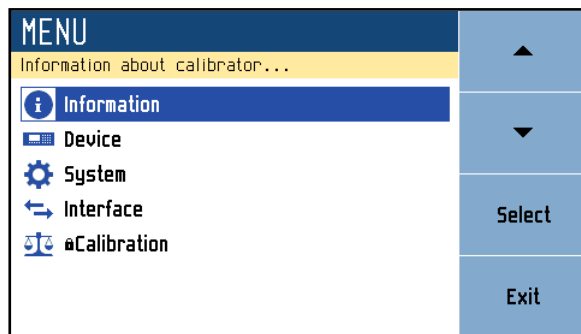 MENU
Information about calibrator...
Information
Device
System
Interface
Calibration
Select
Exit